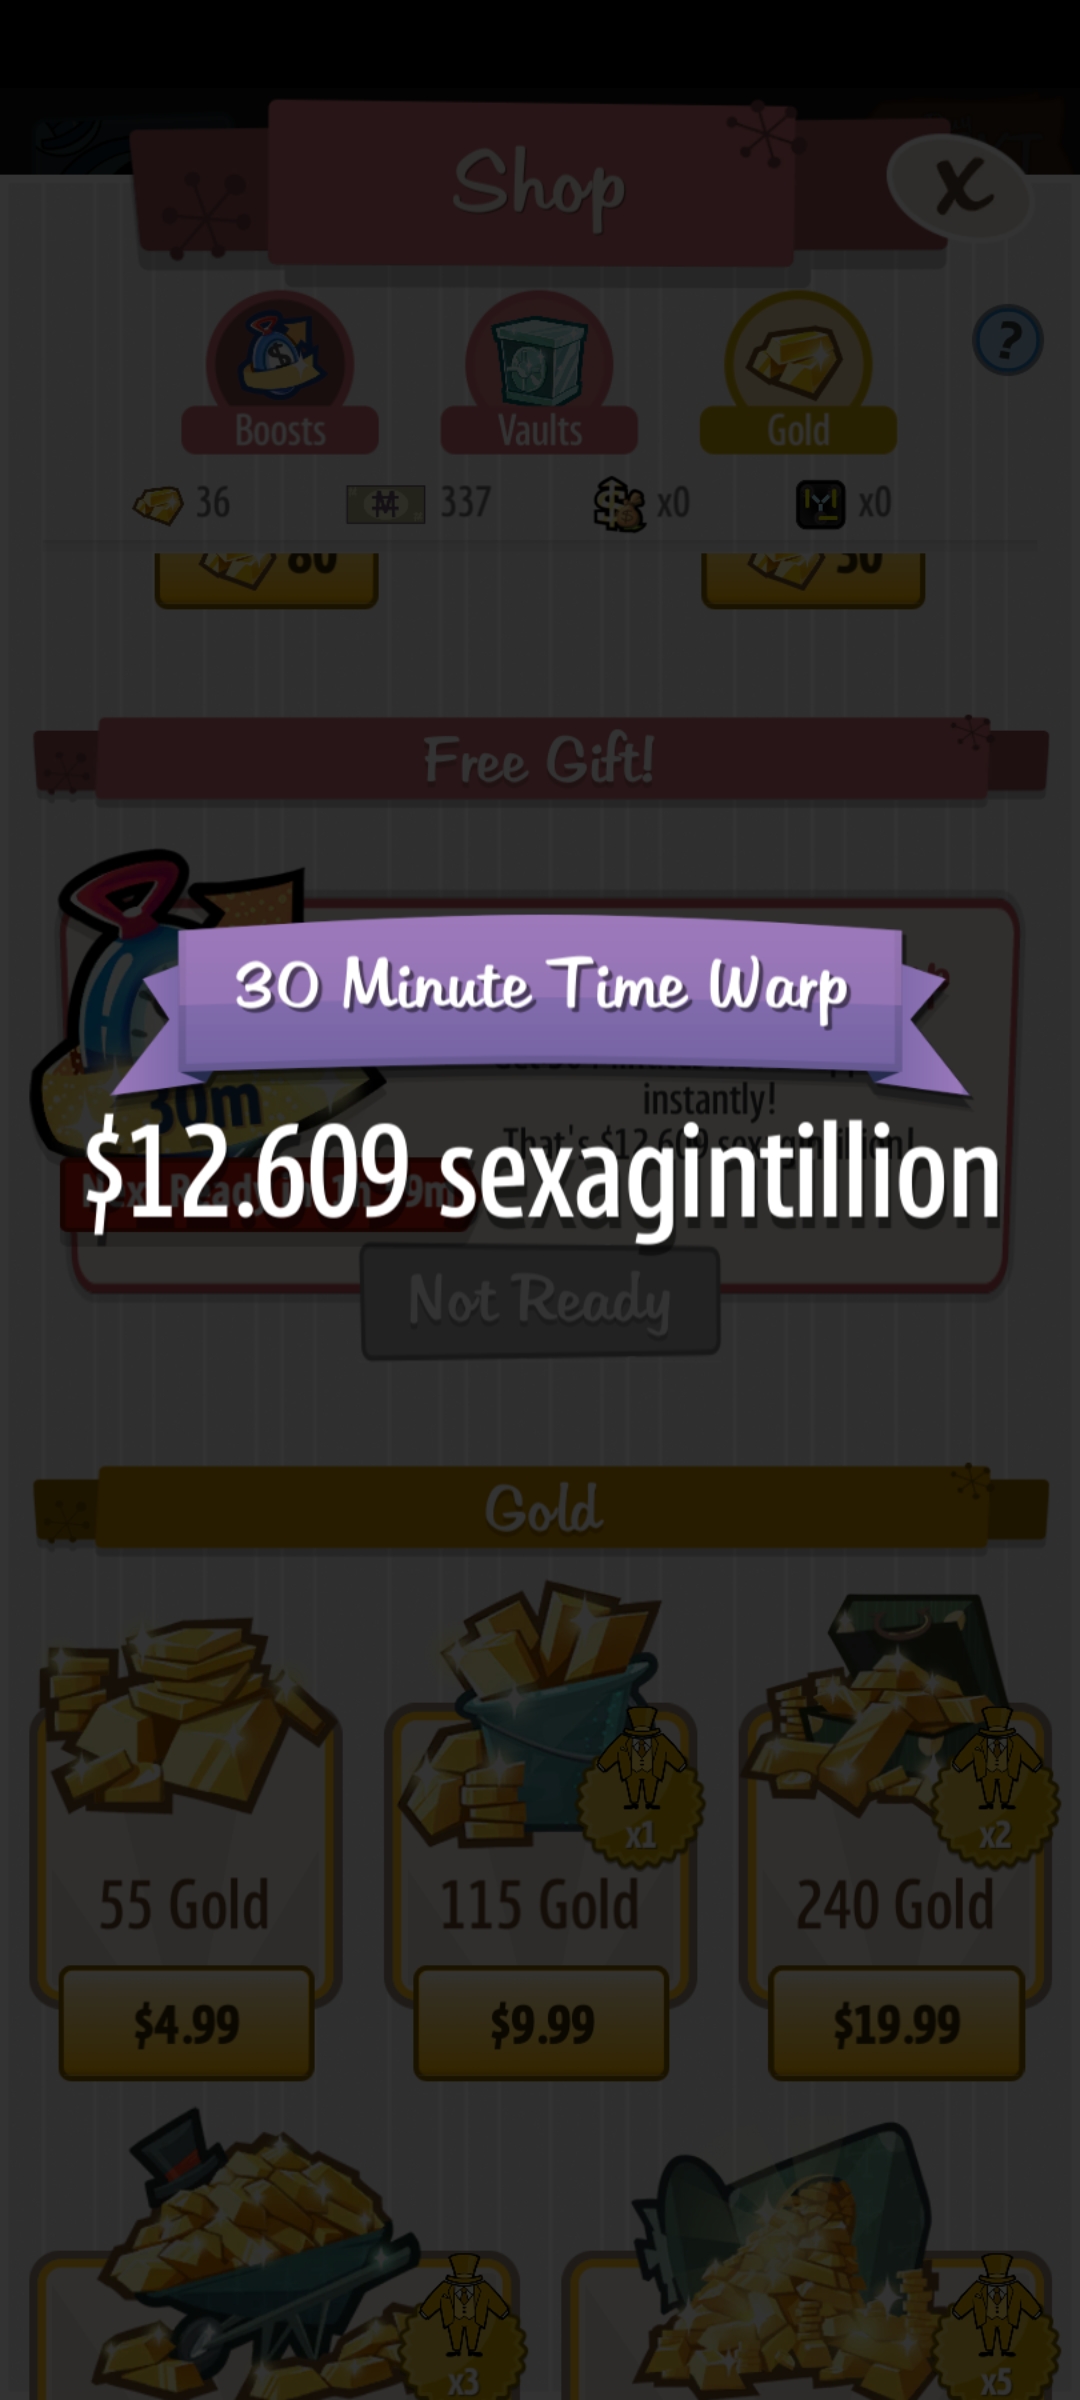 Shop
X
?
Boosts
Vaults
Gold
36
337
x0
x0
80
50
Free Gift!
30 Minute Time Warp
30m
instantly!
That's $12.609 sexagintillion!
$12.609 sexagintillion
Not Ready
Gold
x1
x2
55 Gold
115 Gold
240 Gold
$4.99
$9.99
$19.99
x3
x5